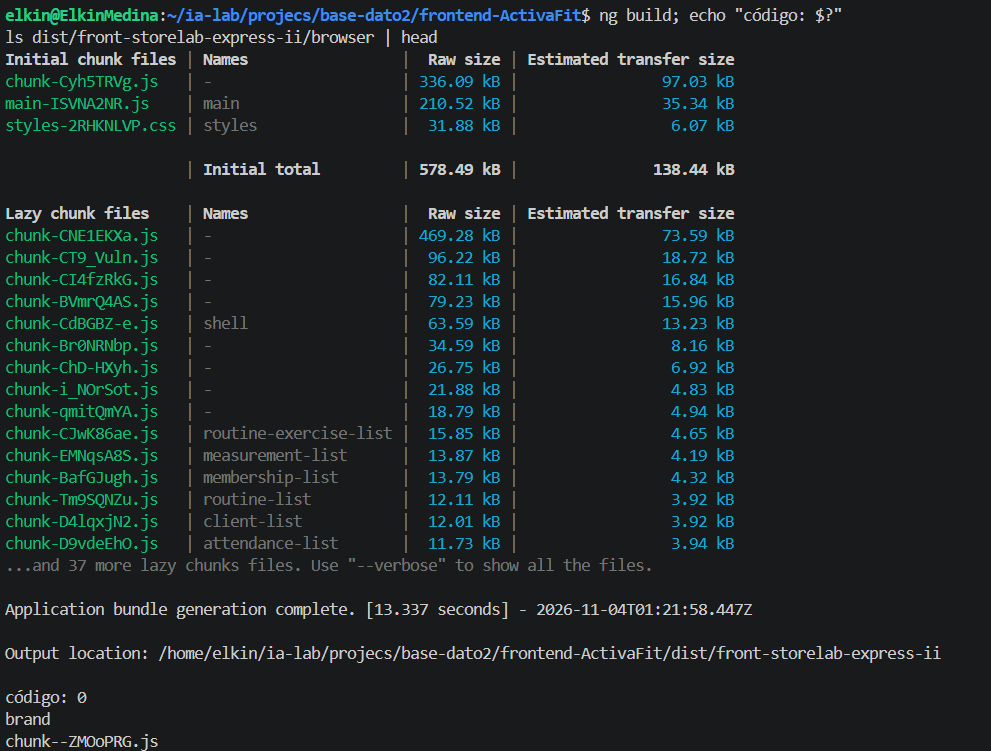 elkin@ElkinMedina:~/ia-lab/projecs/base-dato2/frontend-ActivaFit$ ng build; echo "código: $?"
ls dist/front-storelab-express-ii/browser | head
Initial chunk files | Names | Raw size | Estimated transfer size
chunk-Cyh5TRVg.js | - | 336.09 kB | 97.03 kB
main-ISVNA2NR.js | main | 210.52 kB | 35.34 kB
styles-2RHKNLVP.css | styles | 31.88 kB | 6.07 kB
| Initial total | 578.49 kB | 138.44 kB
Lazy chunk files | Names | Raw size | Estimated transfer size
chunk-CNE1EKXa.js | - | 469.28 kB | 73.59 kB
chunk-CT9_Vuln.js | - | 96.22 kB | 18.72 kB
chunk-CI4fzRkG.js | - | 82.11 kB | 16.84 kB
chunk-BVmrQ4AS.js | - | 79.23 kB | 15.96 kB
chunk-CdBGBZ-e.js | shell | 63.59 kB | 13.23 kB
chunk-Br0NRNbp.js | - | 34.59 kB | 8.16 kB
chunk-ChD-HXyh.js | - | 26.75 kB | 6.92 kB
chunk-i_NOrSot.js | - | 21.88 kB | 4.83 kB
chunk-qmitQmYA.js | - | 18.79 kB | 4.94 kB
chunk-CJwK86ae.js | routine-exercise-list | 15.85 kB | 4.65 kB
chunk-EMNqsA8S.js | measurement-list | 13.87 kB | 4.19 kB
chunk-BafGJugh.js | membership-list | 13.79 kB | 4.32 kB
chunk-Tm9SQNZu.js | routine-list | 12.11 kB | 3.92 kB
chunk-D4lqxjN2.js | client-list | 12.01 kB | 3.92 kB
chunk-D9vdeEhO.js | attendance-list | 11.73 kB | 3.94 kB
...and 37 more lazy chunks files. Use "--verbose" to show all the files.
Application bundle generation complete. [13.337 seconds] - 2026-11-04T01:21:58.447Z
Output location: /home/elkin/ia-lab/projecs/base-dato2/frontend-ActivaFit/dist/front-storelab-express-ii
código: 0
brand
chunk--ZMOoPRG.js